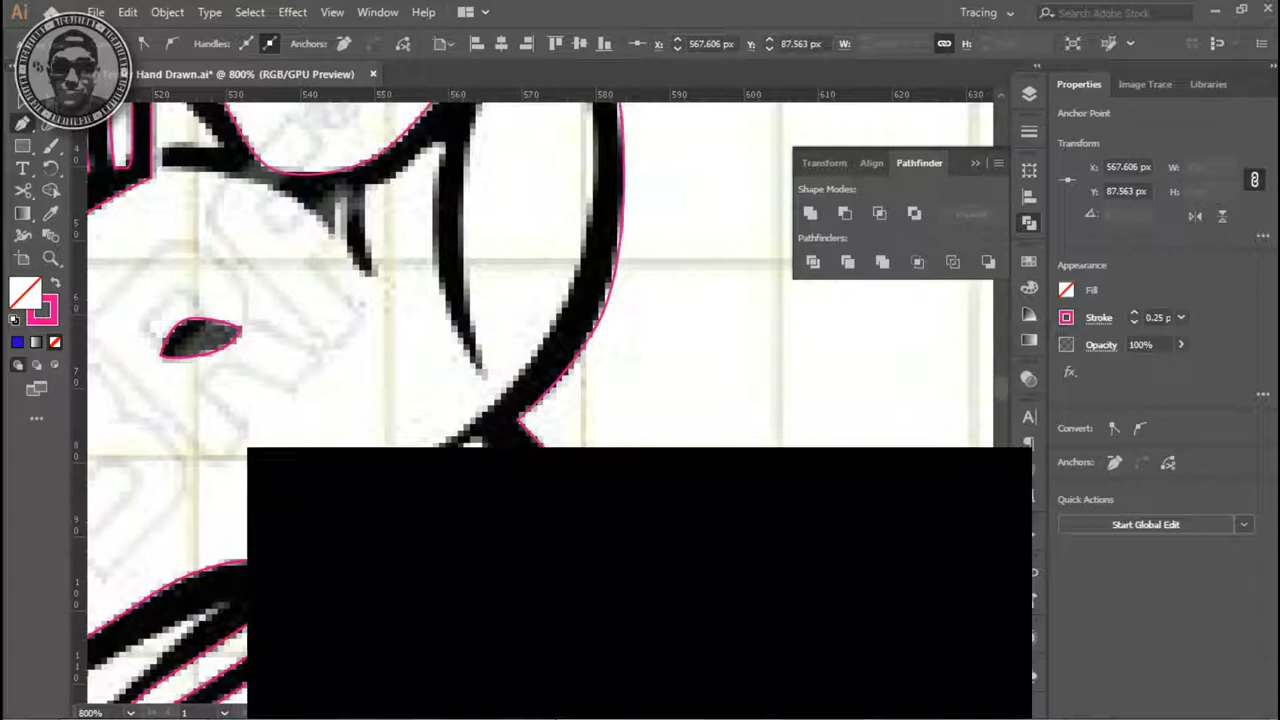 Ai File Edit Object Type Select Effect View Window Help Tracing Search Adobe Stock
Handles: Anchors: X: 567.606 px Y: 87.563 px W: H:
Hand Drawn.ai* @ 800% (RGB/GPU Preview) ×
520 530 540 550 560 570 580 590 600 610 620 630
Properties Image Trace Libraries
Anchor Point
Transform
X: 567.606 px W:
Y: 87.563 px H:
Transform Align Pathfinder
Shape Modes:
Pathfinders:
Appearance
Fill
Stroke 0.25 p
Opacity 100%
fx.
Convert:
Anchors:
Quick Actions
Start Global Edit
800% 1